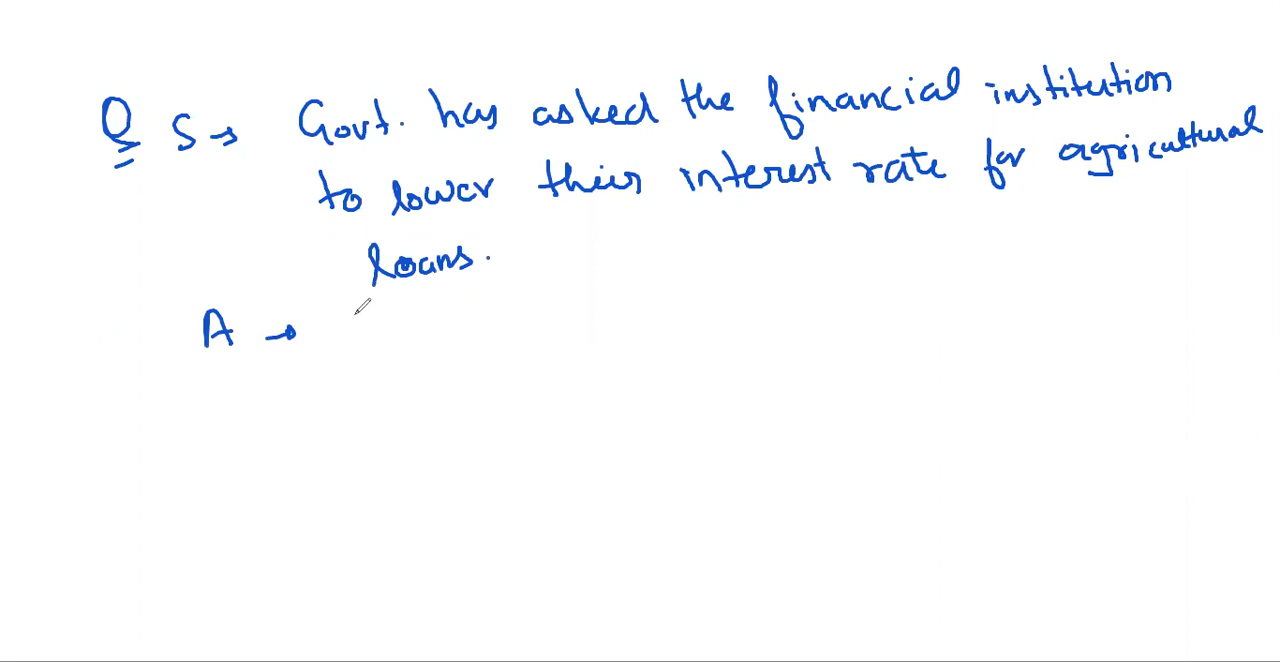 Q S → Govt. has asked the financial institution
to lower their interest rate for agricultural
loans.
A →